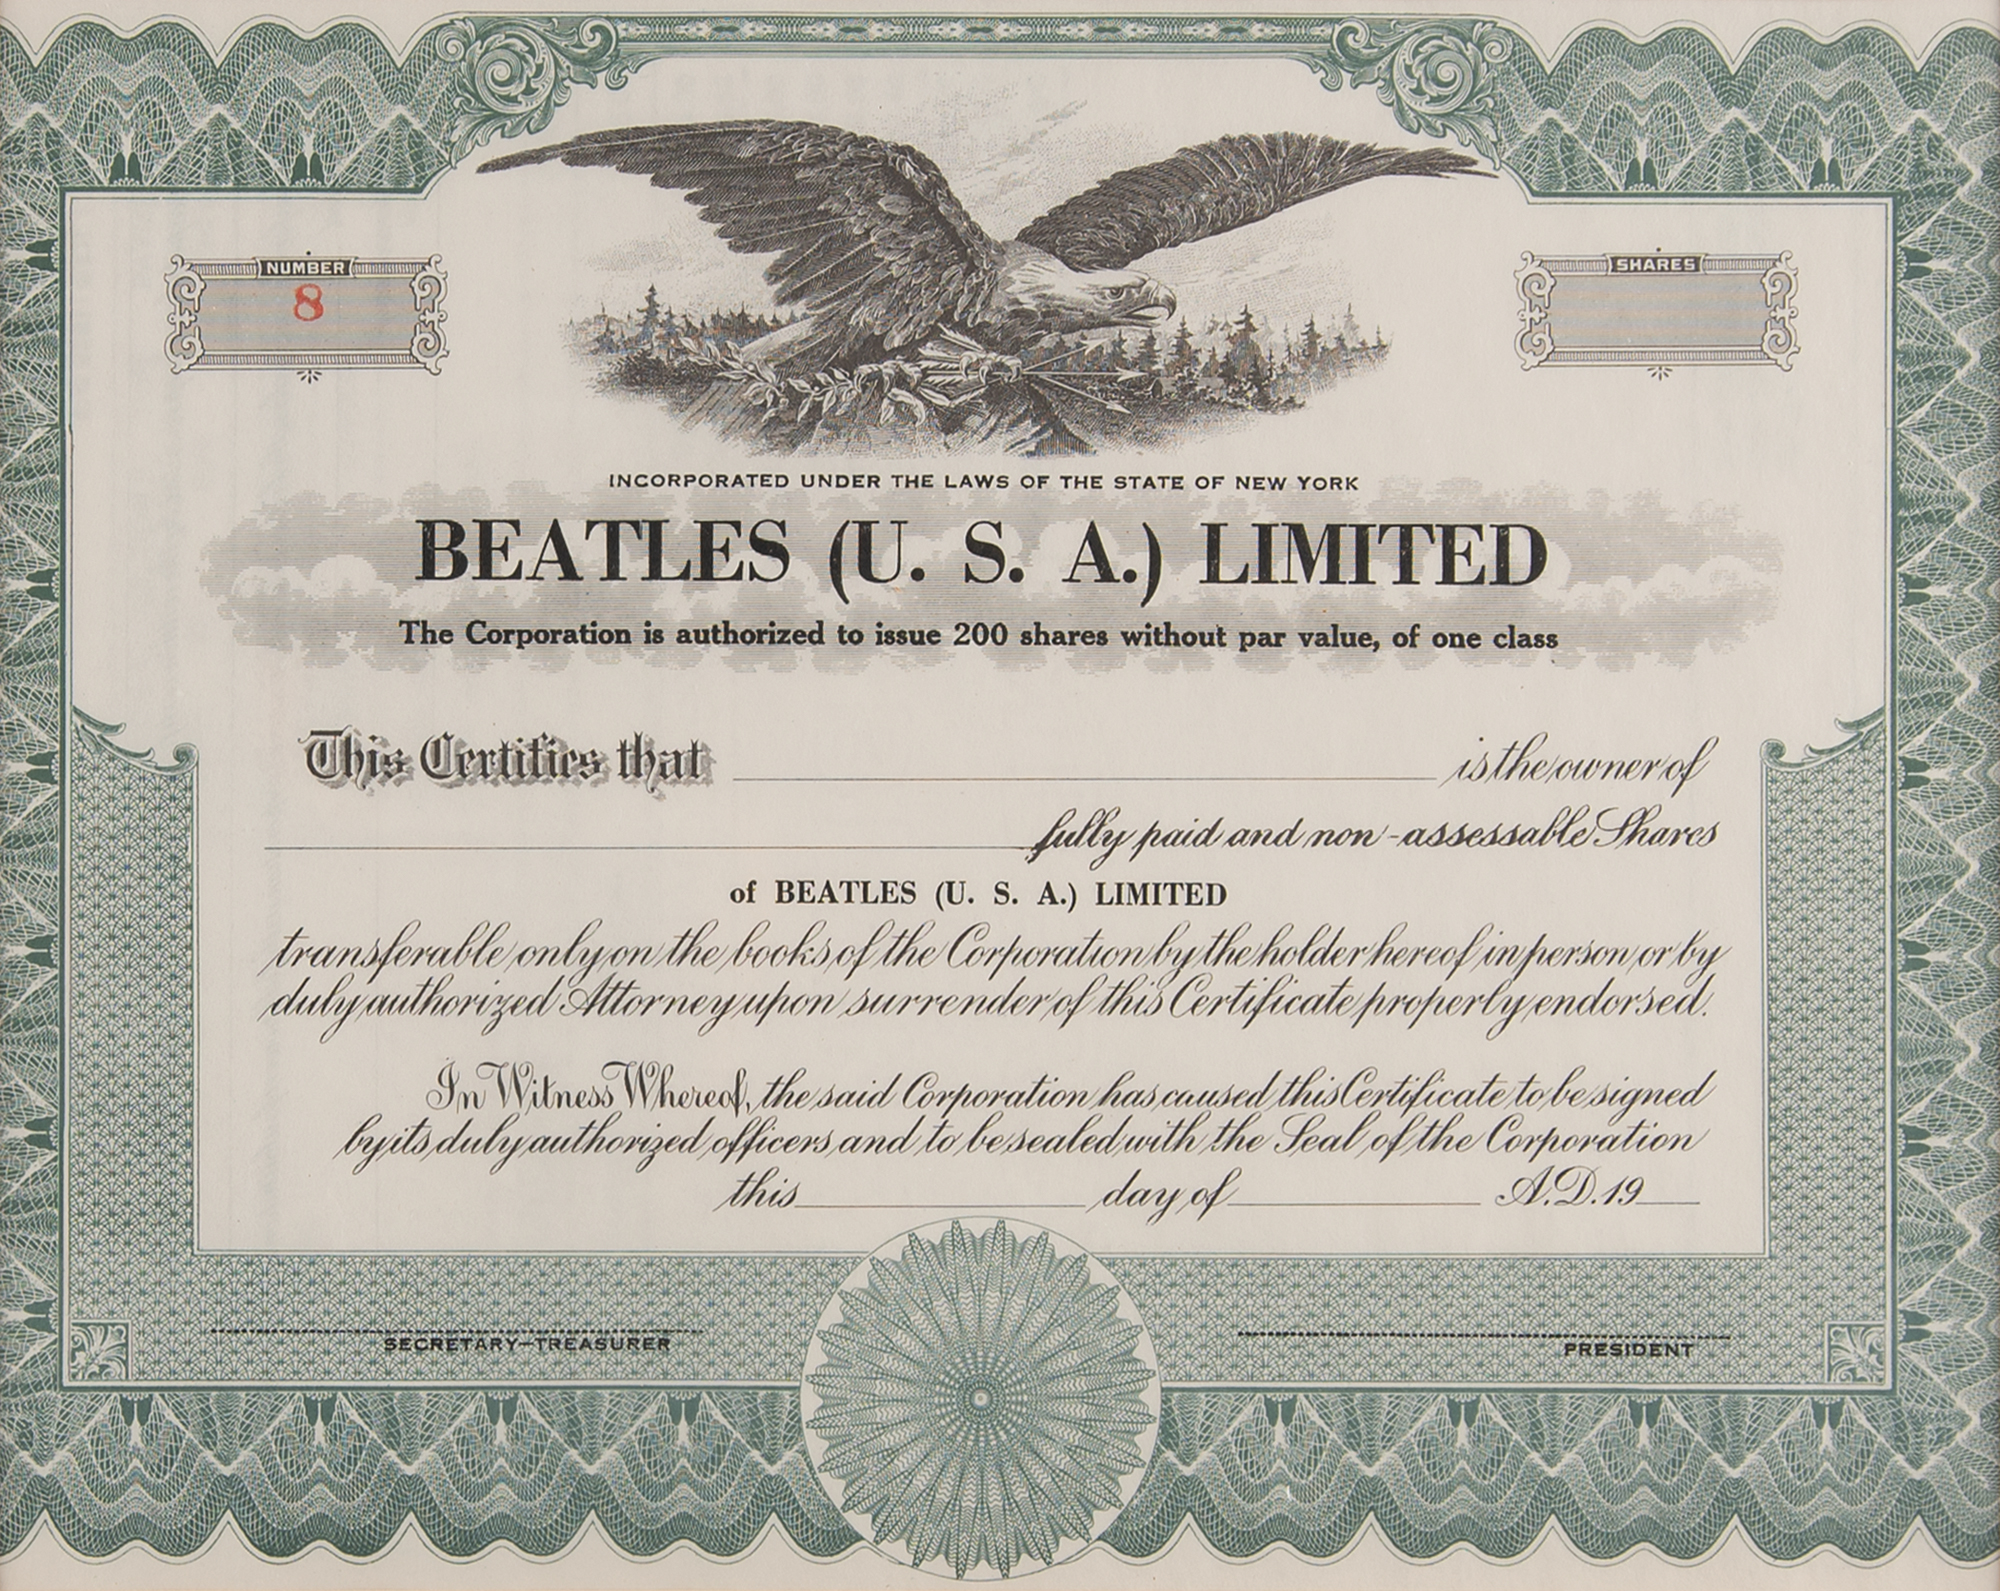 NUMBER
8
SHARES
INCORPORATED UNDER THE LAWS OF THE STATE OF NEW YORK
BEATLES (U. S. A.) LIMITED
The Corporation is authorized to issue 200 shares without par value, of one class
This Certifies that is the owner of
fully paid and non-assessable Shares
of BEATLES (U. S. A.) LIMITED
transferable only on the books of the Corporation by the holder hereof in person or by
duly authorized Attorney upon surrender of this Certificate properly endorsed.
In Witness Whereof, the said Corporation has caused this Certificate to be signed
by its duly authorized officers and to be sealed with the Seal of the Corporation
this day of A.D. 19
SECRETARY-TREASURER
PRESIDENT